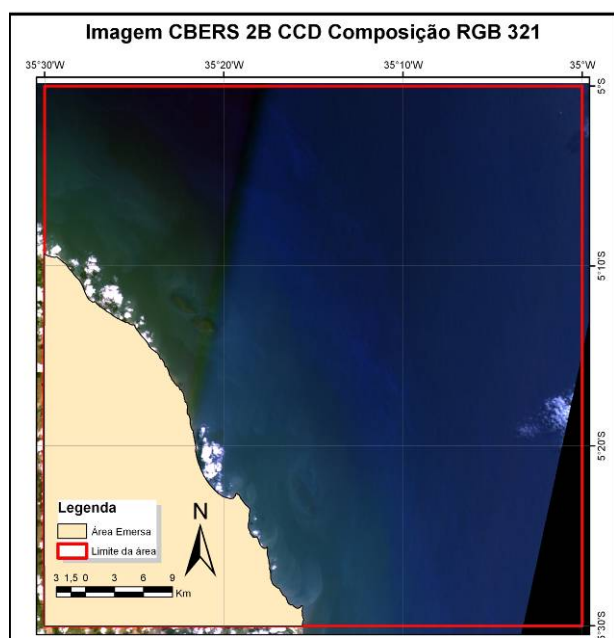 Imagem CBERS 2B CCD Composição RGB 321
35°30'W 35°20'W 35°10'W 35°W
5°S
5°10'S
5°20'S
5°30'S
Legenda
Área Emersa
Limite da área
N
3 1,5 0 3 6 9
Km